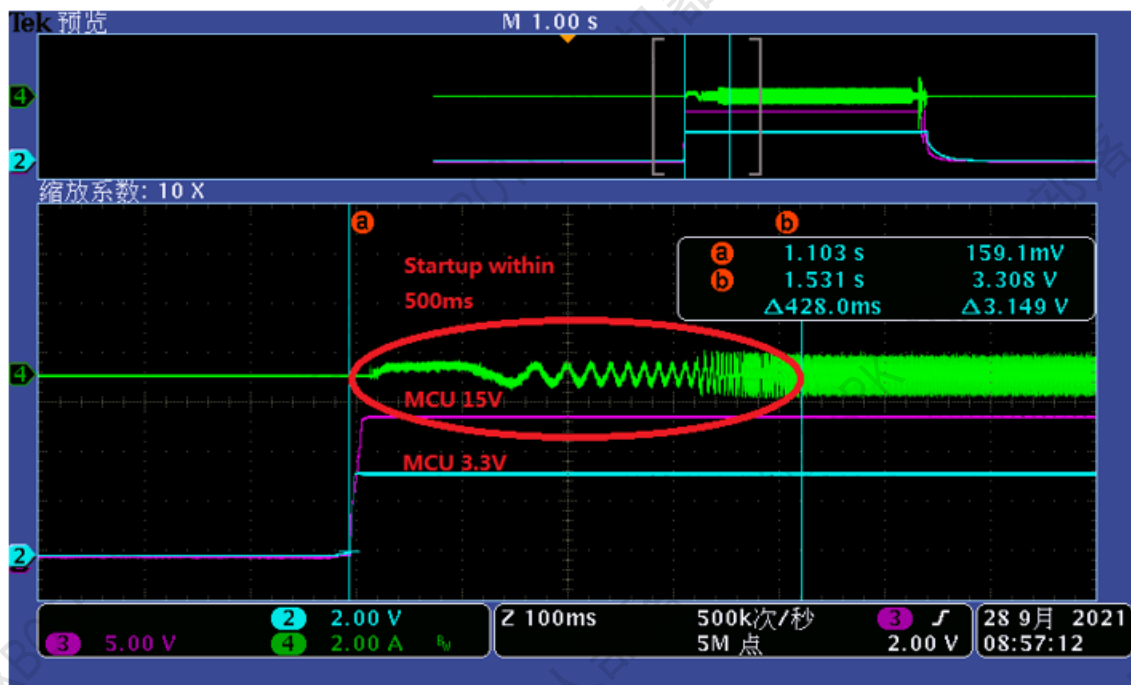 Tek 预览 M 1.00 s
4
2
缩放系数: 10 X
a b
a 1.103 s 159.1mV
b 1.531 s 3.308 V
Δ428.0ms Δ3.149 V
Startup within
500ms
4
MCU 15V
MCU 3.3V
2
2 2.00 V Z 100ms 500k次/秒 3 28 9月 2021
3 5.00 V 4 2.00 A BW 5M 点 2.00 V 08:57:12